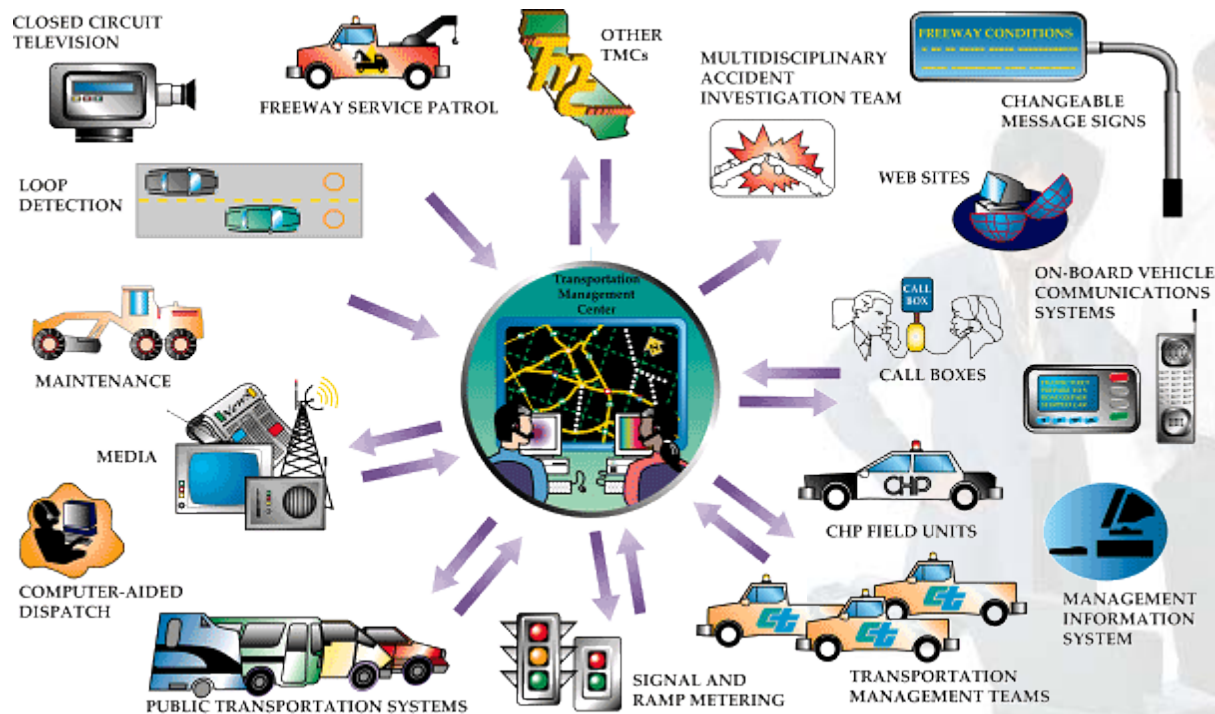 CLOSED CIRCUIT
TELEVISION
FREEWAY SERVICE PATROL
TMC
OTHER
TMCs
MULTIDISCIPLINARY
ACCIDENT
INVESTIGATION TEAM
FREEWAY CONDITIONS
CHANGEABLE
MESSAGE SIGNS
LOOP
DETECTION
WEB SITES
Transportation
Management
Center
ON-BOARD VEHICLE
COMMUNICATIONS
SYSTEMS
CALL
BOX
CALL BOXES
MAINTENANCE
News
MEDIA
CHP
CHP FIELD UNITS
COMPUTER-AIDED
DISPATCH
MANAGEMENT
INFORMATION
SYSTEM
ct
ct
ct
PUBLIC TRANSPORTATION SYSTEMS
SIGNAL AND
RAMP METERING
TRANSPORTATION
MANAGEMENT TEAMS